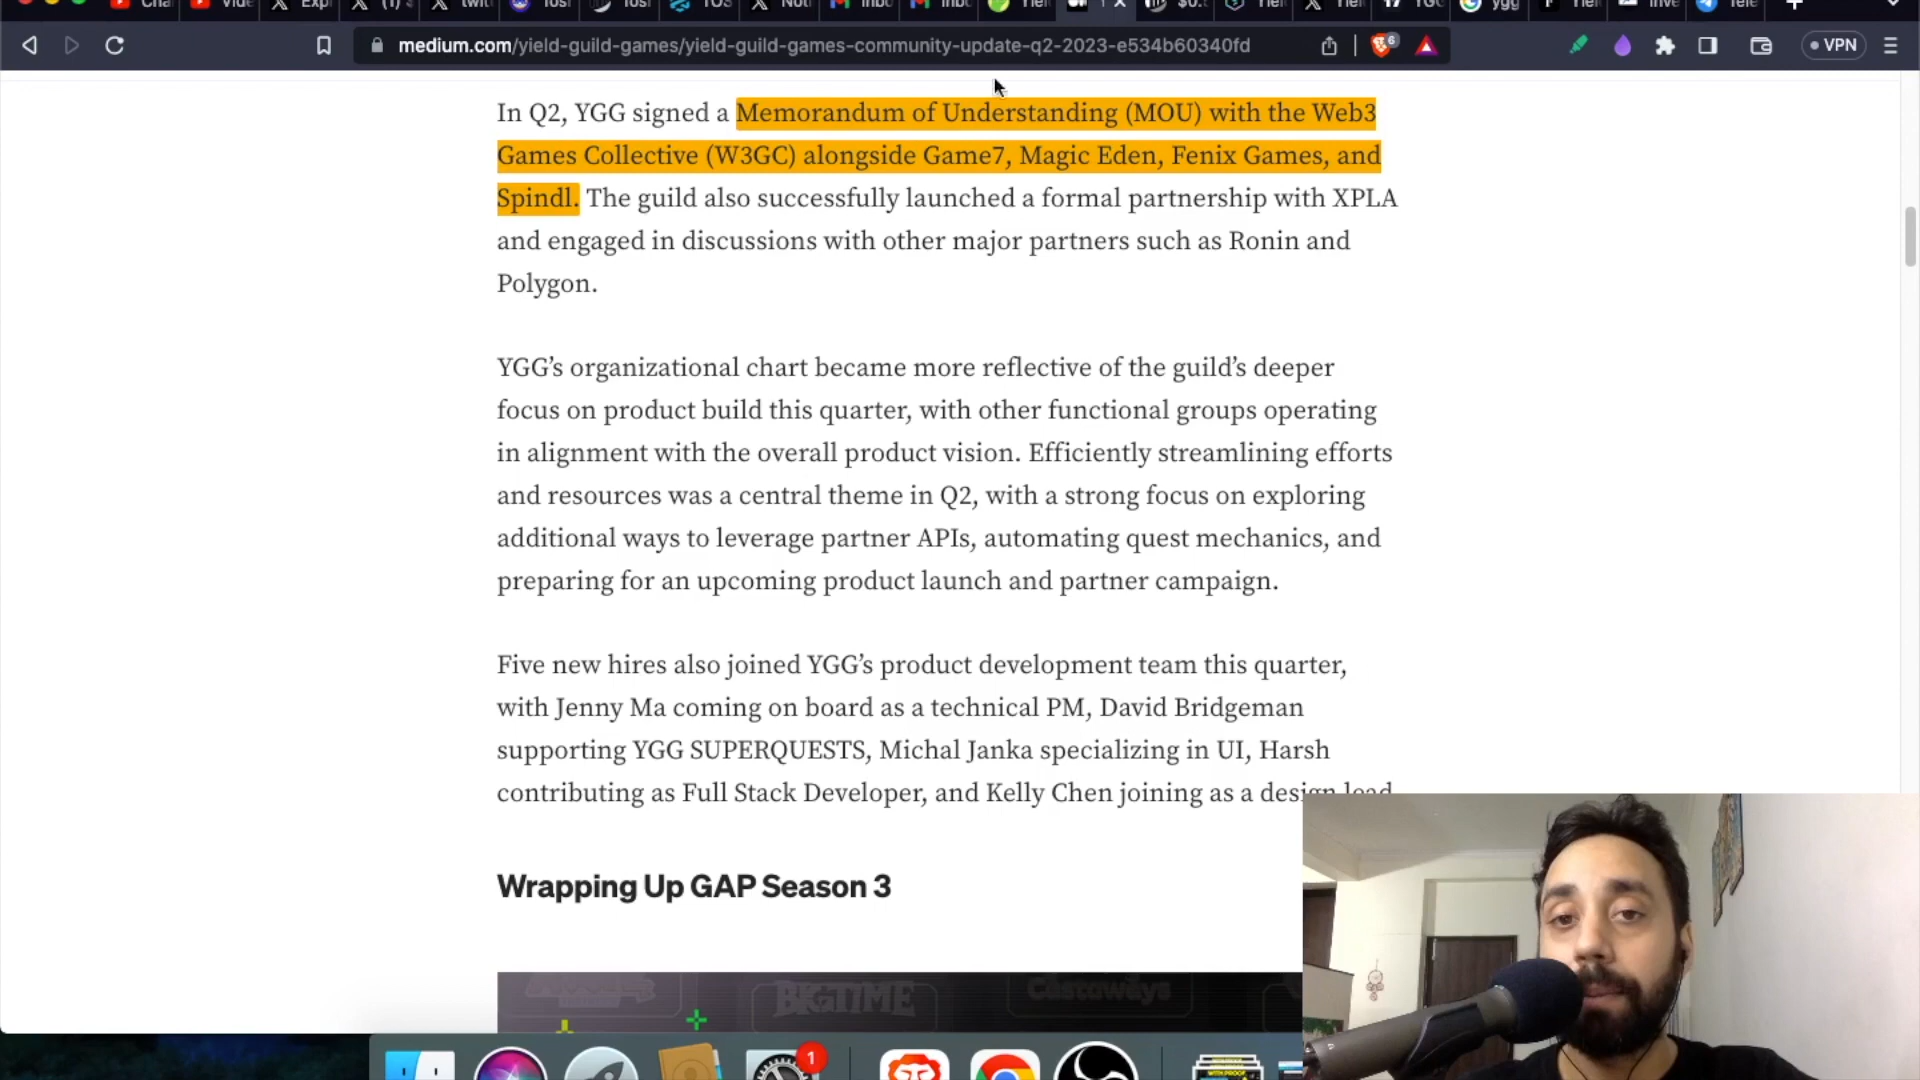 medium.com/yield-guild-games/yield-guild-games-community-update-q2-2023-e534b60340fd
6
VPN
In Q2, YGG signed a Memorandum of Understanding (MOU) with the Web3
Games Collective (W3GC) alongside Game7, Magic Eden, Fenix Games, and
Spindl. The guild also successfully launched a formal partnership with XPLA
and engaged in discussions with other major partners such as Ronin and
Polygon.
YGG’s organizational chart became more reflective of the guild’s deeper
focus on product build this quarter, with other functional groups operating
in alignment with the overall product vision. Efficiently streamlining efforts
and resources was a central theme in Q2, with a strong focus on exploring
additional ways to leverage partner APIs, automating quest mechanics, and
preparing for an upcoming product launch and partner campaign.
Five new hires also joined YGG’s product development team this quarter,
with Jenny Ma coming on board as a technical PM, David Bridgeman
supporting YGG SUPERQUESTS, Michal Janka specializing in UI, Harsh
contributing as Full Stack Developer, and Kelly Chen joining as a design lead
Wrapping Up GAP Season 3
BIGTIME
Castaways
1